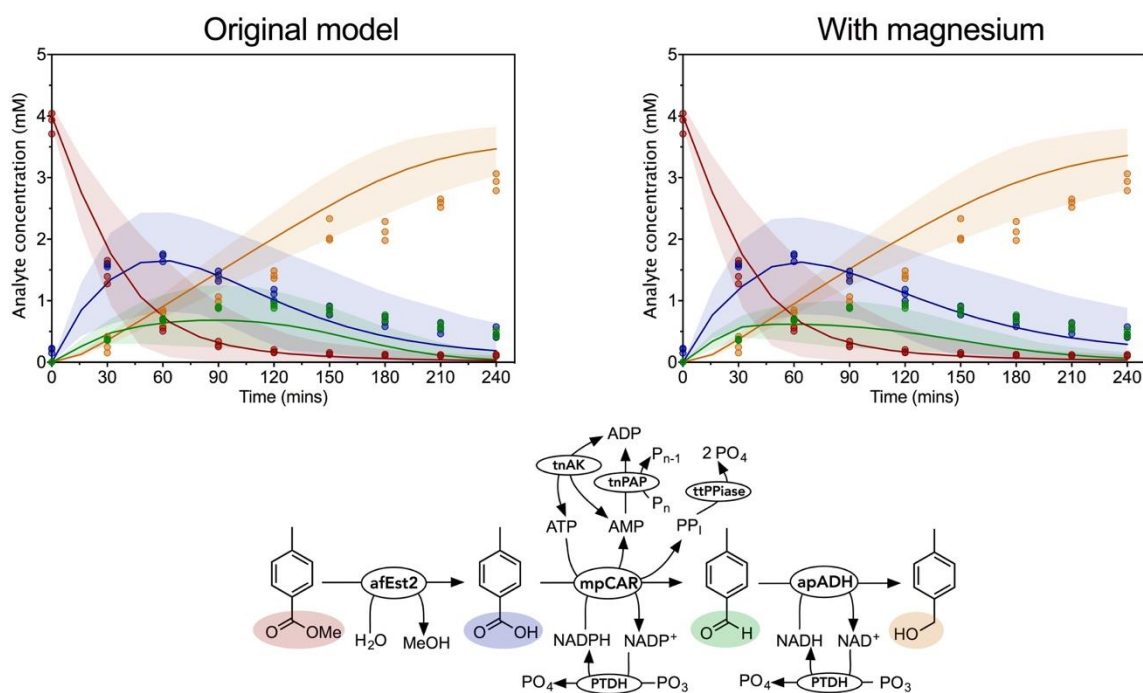 Original model
With magnesium
Analyte concentration (mM)
5
4
3
2
1
0
0 30 60 90 120 150 180 210 240
Time (mins)
Analyte concentration (mM)
5
4
3
2
1
0
0 30 60 90 120 150 180 210 240
Time (mins)
ADP
tnAK
Pn-1
2 PO4
tnPAP
ttPPiase
Pn
ATP
AMP
PPI
afEst2
mpCAR
apADH
O
OMe
H2O
MeOH
O
OH
NADPH
NADP+
O
H
NADH
NAD+
HO
PO4
PTDH
PO3
PO4
PTDH
PO3